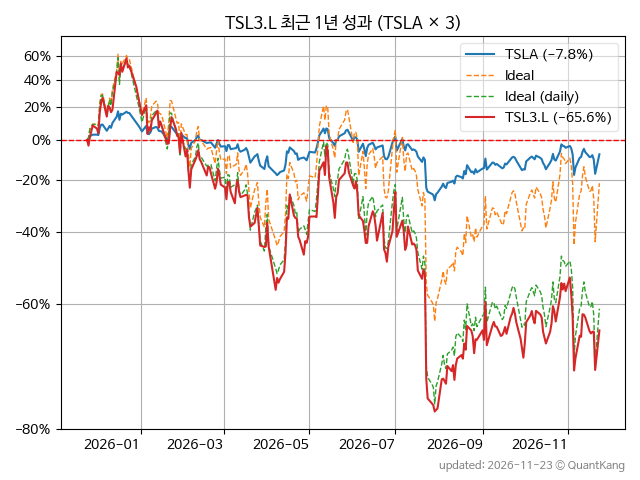 TSL3.L 최근 1년 성과 (TSLA × 3)
60%
40%
20%
0%
−20%
−40%
−60%
−80%
TSLA (−7.8%)
Ideal
Ideal (daily)
TSL3.L (−65.6%)
2026-01
2026-03
2026-05
2026-07
2026-09
2026-11
updated: 2026-11-23 © QuantKang